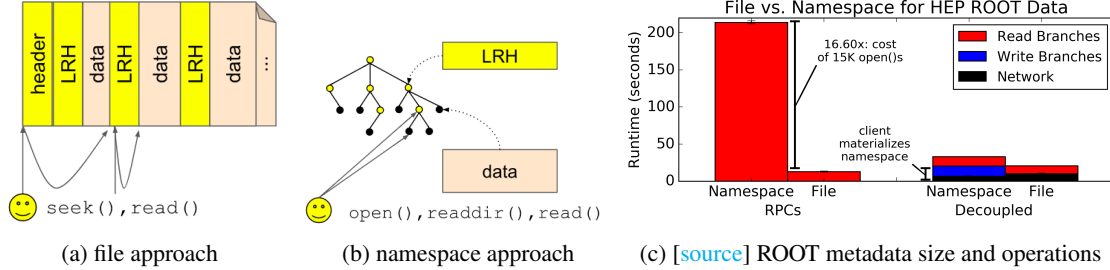 header
LRH
data
LRH
data
LRH
data
...
seek(),read()
(a) file approach
LRH
data
open(),readdir(),read()
(b) namespace approach
File vs. Namespace for HEP ROOT Data
Runtime (seconds)
200
150
100
50
0
16.60x: cost
of 15K open()s
Read Branches
Write Branches
Network
client
materializes
namespace
Namespace File Namespace File
RPCs Decoupled
(c) [source] ROOT metadata size and operations